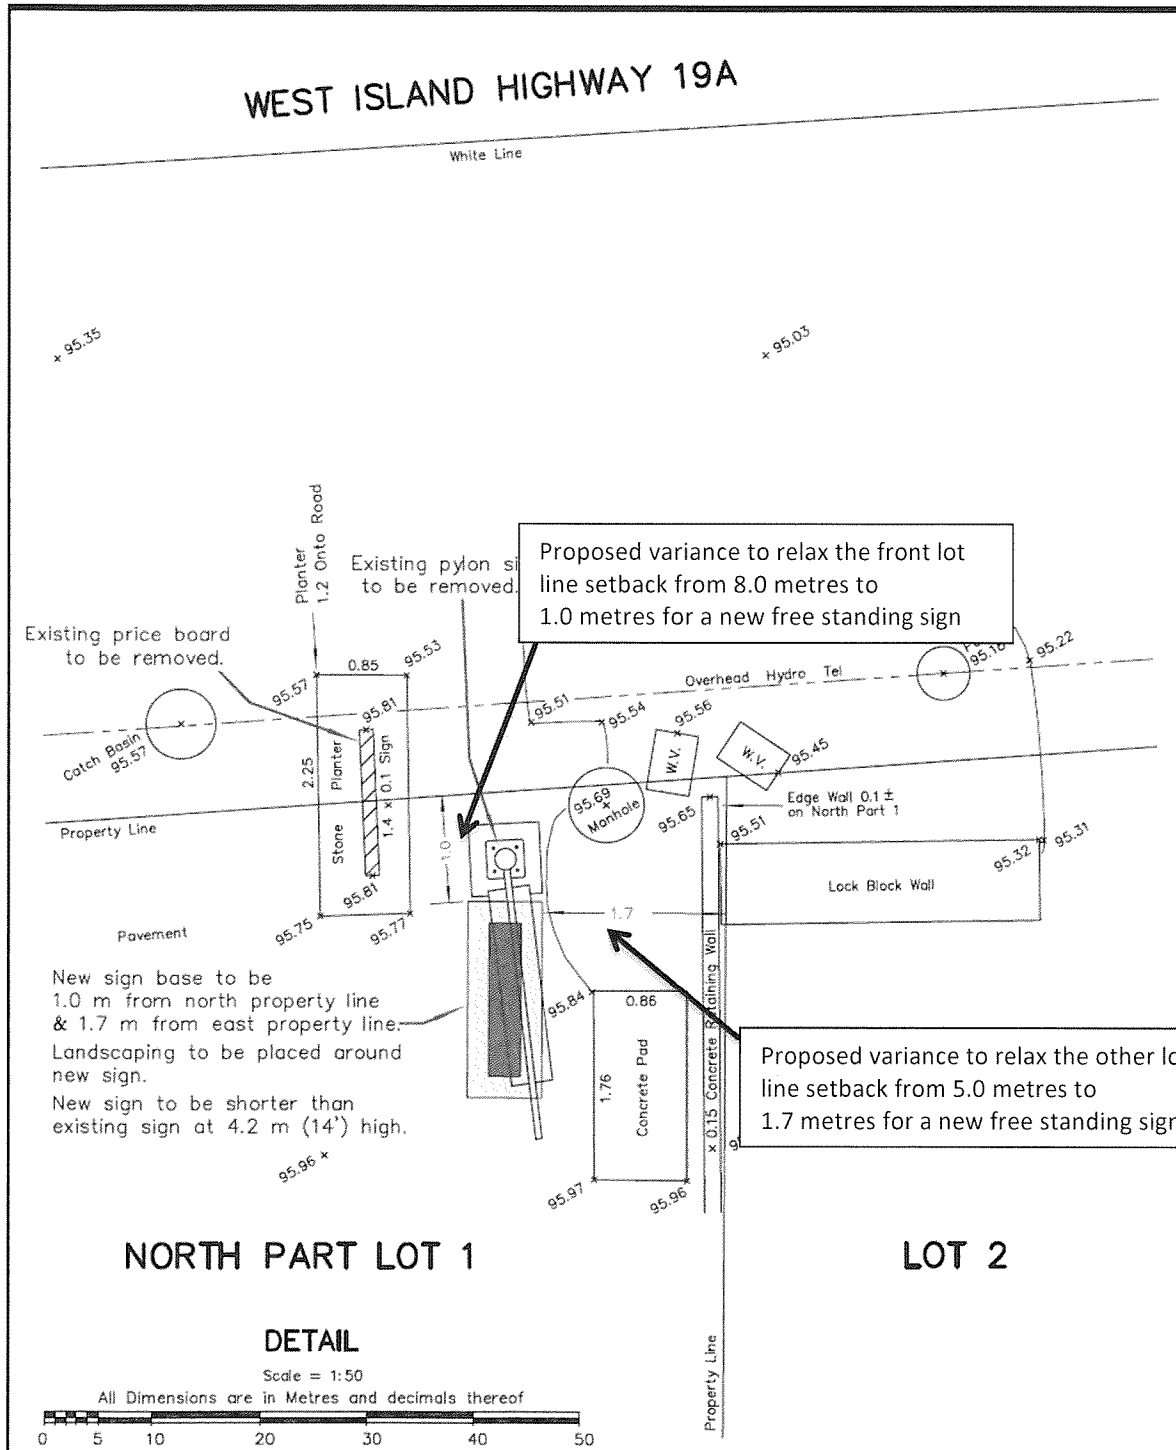 WEST ISLAND HIGHWAY 19A
White Line
95.35
95.03
Planter
1.2 Onto Road
Existing pylon si
to be removed.
Proposed variance to relax the front lot
line setback from 8.0 metres to
1.0 metres for a new free standing sign
Existing price board
to be removed.
0.85
95.53
95.57
95.81
95.18
95.22
Overhead Hydro Tel
95.51
95.54
95.56
Catch Basin
95.57
2.25
Stone Planter
1.4 x 0.1 Sign
W.V.
W.V.
95.45
Property Line
1.0
95.69
Manhole
95.65
Edge Wall 0.1 ±
on North Part 1
95.51
95.32
95.31
Lock Block Wall
95.81
95.75
95.77
Pavement
1.7
New sign base to be
1.0 m from north property line
& 1.7 m from east property line.
Landscaping to be placed around
new sign.
New sign to be shorter than
existing sign at 4.2 m (14') high.
95.84
0.86
1.76
Concrete Pad
x 0.15 Concrete Retaining Wall
Proposed variance to relax the other lo
line setback from 5.0 metres to
1.7 metres for a new free standing sign
95.96
95.97
95.96
NORTH PART LOT 1
LOT 2
Property Line
DETAIL
Scale = 1:50
All Dimensions are in Metres and decimals thereof
0 5 10 20 30 40 50